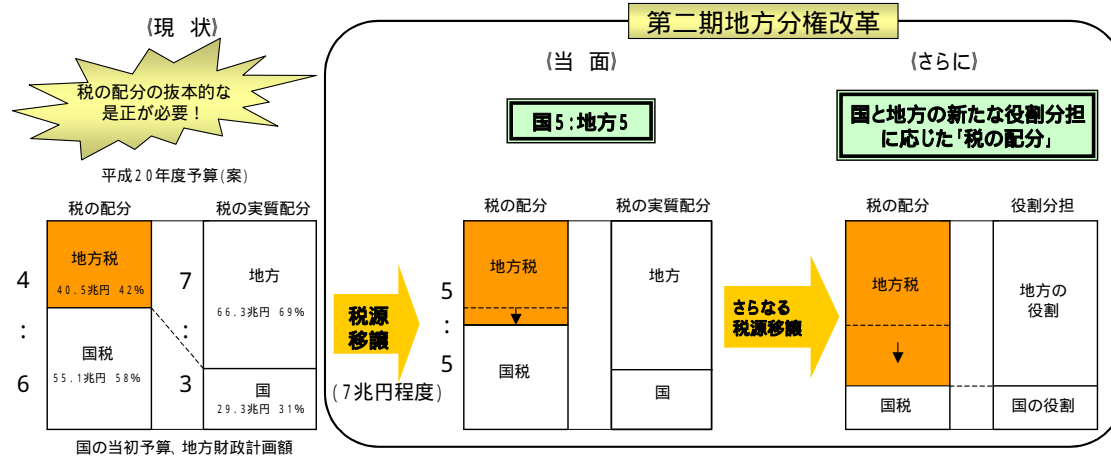 第二期地方分権改革
《現 状》
税の配分の抜本的な
是正が必要！
平成20年度予算(案)
税の配分
税の実質配分
4
:
6
地方税
40.5兆円 42%
国税
55.1兆円 58%
7
:
3
地方
66.3兆円 69%
国
29.3兆円 31%
国の当初予算、地方財政計画額
税源
移譲
(7兆円程度)
《当 面》
国5:地方5
税の配分
税の実質配分
5
:
5
地方税
国税
地方
国
さらなる
税源移譲
《さらに》
国と地方の新たな役割分担
に応じた「税の配分」
税の配分
役割分担
地方税
国税
地方の
役割
国の役割